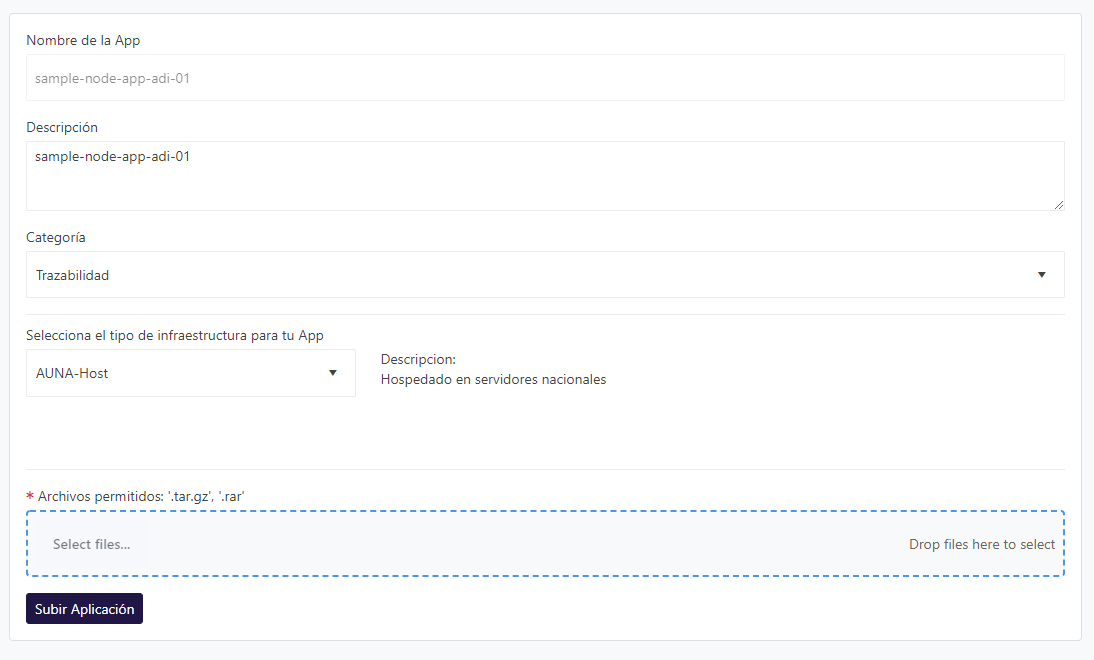 Nombre de la App
sample-node-app-adi-01
Descripción
sample-node-app-adi-01
Categoría
Trazabilidad
Selecciona el tipo de infraestructura para tu App
AUNA-Host
Descripcion:
Hospedado en servidores nacionales
* Archivos permitidos: '.tar.gz', '.rar'
Select files...
Drop files here to select
Subir Aplicación